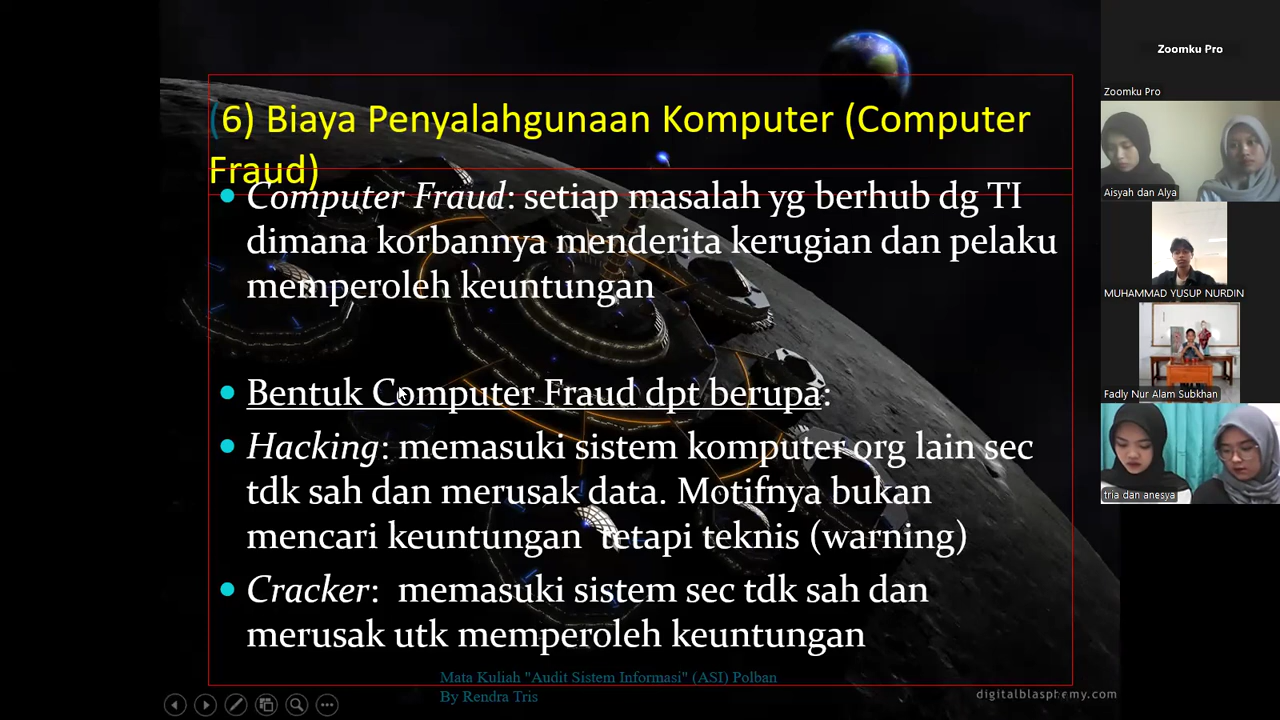 (6) Biaya Penyalahgunaan Komputer (Computer
Fraud)
Computer Fraud: setiap masalah yg berhub dg TI
dimana korbannya menderita kerugian dan pelaku
memperoleh keuntungan
Bentuk Computer Fraud dpt berupa:
Hacking: memasuki sistem komputer org lain sec
tdk sah dan merusak data. Motifnya bukan
mencari keuntungan tetapi teknis (warning)
Cracker: memasuki sistem sec tdk sah dan
merusak utk memperoleh keuntungan
Mata Kuliah "Audit Sistem Informasi" (ASI) Polban
By Rendra Tris
digitalblasphemy.com
Zoomku Pro
Zoomku Pro
Aisyah dan Alya
MUHAMMAD YUSUP NURDIN
Fadly Nur Alam Subkhan
tria dan anesya